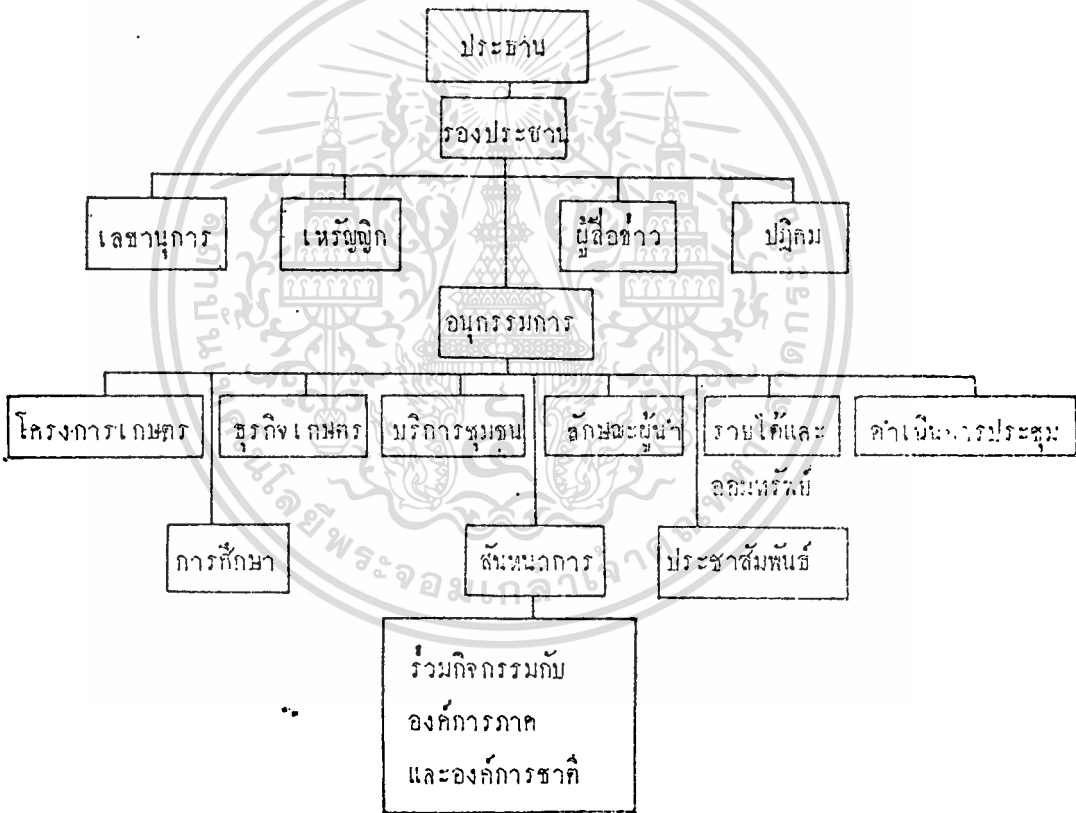 ประธาน
รองประธาน
เลขานุการ
เหรัญญิก
ผู้สื่อข่าว
ปฏิคม
อนุกรรมการ
โครงการเกษตร
ธุรกิจเกษตร
บริการชุมชน
ลักษณะผู้นำ
รายได้และ
ออมทรัพย์
ดำเนินการประชุม
การศึกษา
สันทนาการ
ประชาสัมพันธ์
ร่วมกิจกรรมกับ
องค์การภาค
และองค์การชาติ